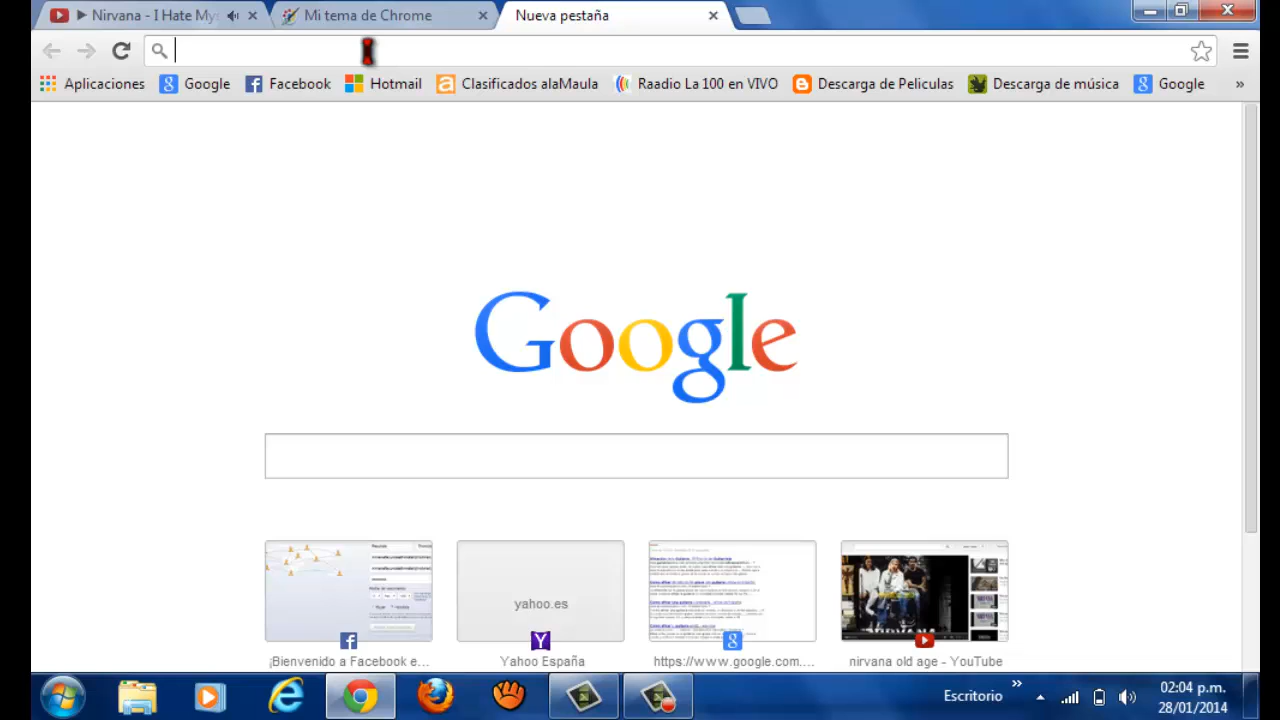 Nirvana - I Hate My
Mi tema de Chrome
Nueva pestaña
Aplicaciones
Google
Facebook
Hotmail
Clasificados alaMaula
Raadio La 100 en VIVO
Descarga de Peliculas
Descarga de música
Google
»
Google
yahoo.es
¡Bienvenido a Facebook e...
Yahoo España
https://www.google.com....
nirvana old age - YouTube
Escritorio
»
02:04 p.m.
28/01/2014